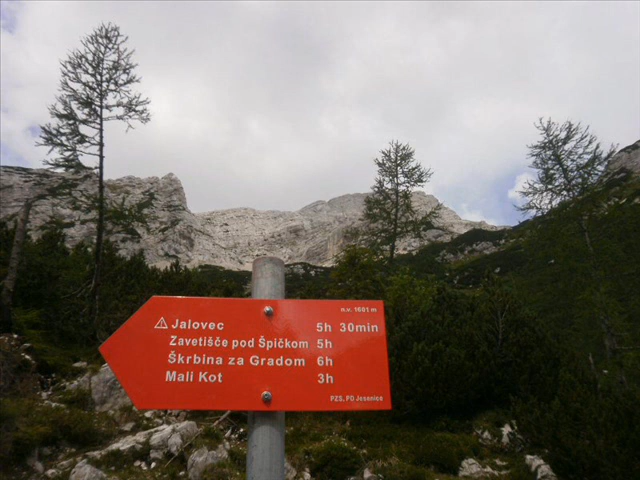 n.v. 1681 m
Jalovec 5h 30min
Zavetišče pod Špičkom 5h
Škrbina za Gradom 6h
Mali Kot 3h
PZS, PD Jesenice